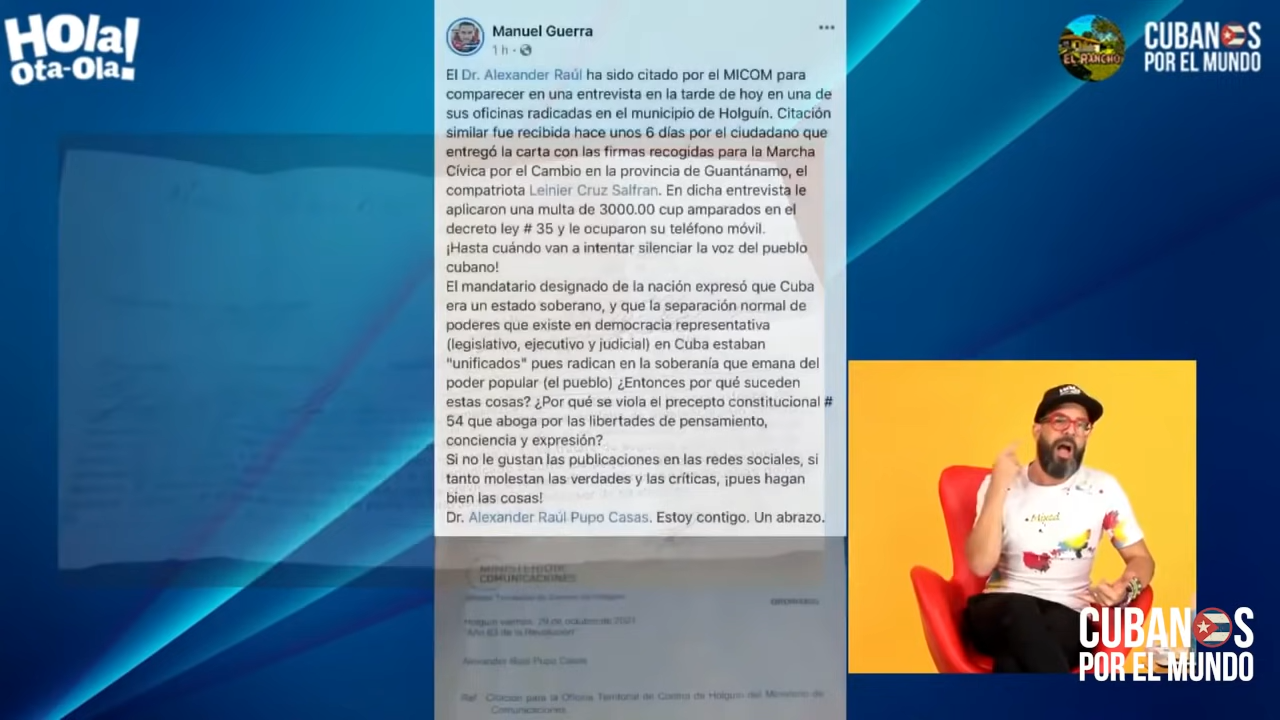 HOla!
Ota-Ola!
EL RANCHO
CUBANOS
POR EL MUNDO
Manuel Guerra
1 h ·
El Dr. Alexander Raúl ha sido citado por el MICOM para
comparecer en una entrevista en la tarde de hoy en una de
sus oficinas radicadas en el municipio de Holguín. Citación
similar fue recibida hace unos 6 días por el ciudadano que
entregó la carta con las firmas recogidas para la Marcha
Cívica por el Cambio en la provincia de Guantánamo, el
compatriota Leinier Cruz Salfran. En dicha entrevista le
aplicaron una multa de 3000.00 cup amparados en el
decreto ley # 35 y le ocuparon su teléfono móvil.
¡Hasta cuándo van a intentar silenciar la voz del pueblo
cubano!
El mandatario designado de la nación expresó que Cuba
era un estado soberano, y que la separación normal de
poderes que existe en democracia representativa
(legislativo, ejecutivo y judicial) en Cuba estaban
"unificados" pues radican en la soberanía que emana del
poder popular (el pueblo) ¿Entonces por qué suceden
estas cosas? ¿Por qué se viola el precepto constitucional #
54 que aboga por las libertades de pensamiento,
conciencia y expresión?
Si no le gustan las publicaciones en las redes sociales, si
tanto molestan las verdades y las críticas, ¡pues hagan
bien las cosas!
Dr. Alexander Raúl Pupo Casas. Estoy contigo. Un abrazo.
MINISTERIO DE
COMUNICACIONES
Holguín viernes, 29 de octubre de 2021
"Año 63 de la Revolución"
Alexander Raúl Pupo Casas
Ref: Citación para la Oficina Territorial de Control de Holguín del Ministerio de
Comunicaciones.
CUBANOS
POR EL MUNDO